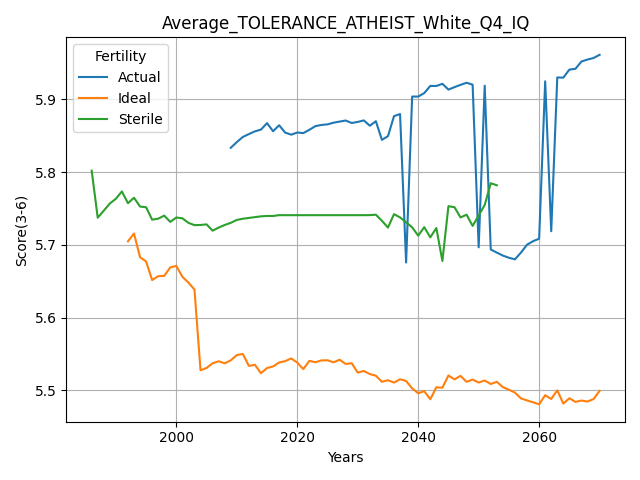 Average_TOLERANCE_ATHEIST_White_Q4_IQ
Fertility
Actual
Ideal
Sterile
Score(3-6)
5.9
5.8
5.7
5.6
5.5
2000
2020
2040
2060
Years